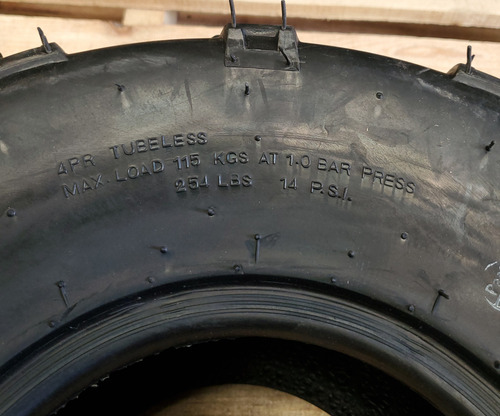 4PR TUBELESS
MAX LOAD 115 KGS AT 1.0 BAR PRESS
254 LBS 14 P.S.I.